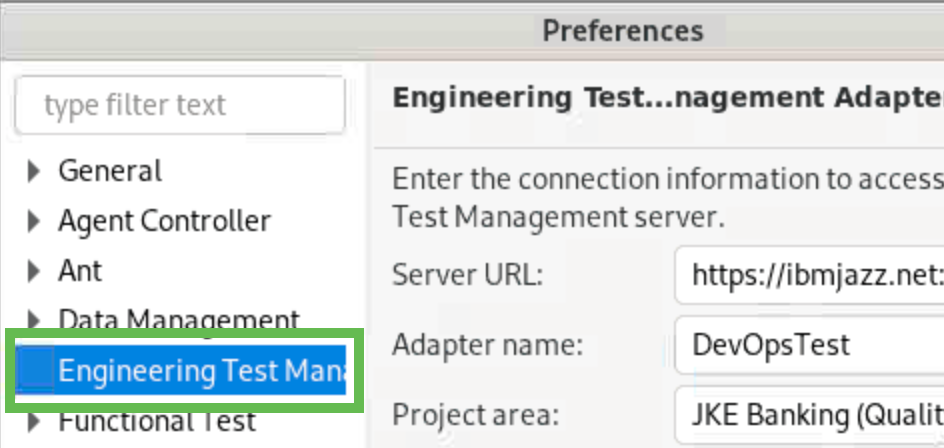 Preferences
type filter text
General
Agent Controller
Ant
Data Management
Engineering Test Mana
Functional Test
Engineering Test...nagement Adapte
Enter the connection information to access
Test Management server.
Server URL: https://ibmjazz.net:
Adapter name: DevOpsTest
Project area: JKE Banking (Qualit